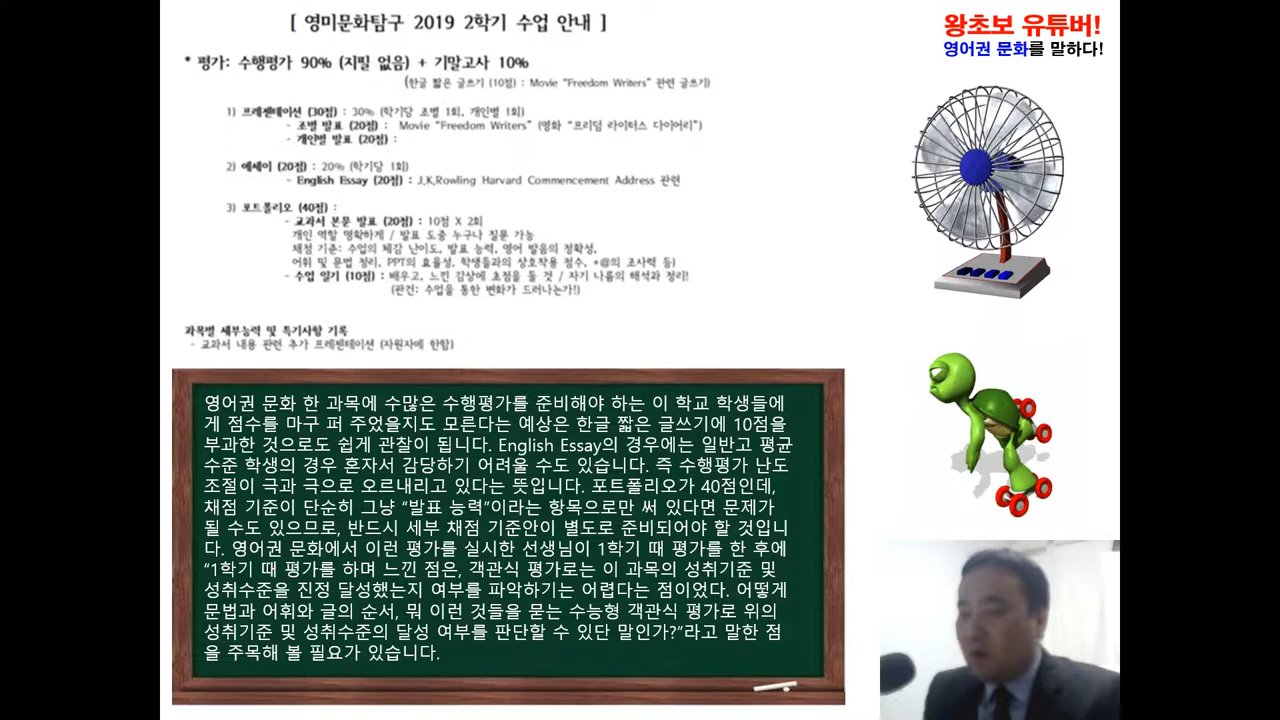 [ 영미문화탐구 2019 2학기 수업 안내 ]
왕초보 유튜버!
영어권 문화를 말하다!
* 평가: 수행평가 90% (지필 없음) + 기말고사 10%
(한글 짧은 글쓰기 (10점) : Movie “Freedom Writers” 관련 글쓰기)
1) 프레젠테이션 (30점) : 30% (학기당 조별 1회, 개인별 1회)
- 조별 발표 (20점) : Movie “Freedom Writers” (영화 “프리덤 라이터스 다이어리”)
- 개인별 발표 (20점) :
2) 에세이 (20점) : 20% (학기당 1회)
- English Essay (20점) : J.K.Rowling Harvard Commencement Address 관련
3) 포트폴리오 (40점) :
- 교과서 본문 발표 (20점) : 10점 X 2회
개인 역할 명확하게 / 발표 도중 누구나 질문 가능
채점 기준: 수업의 체감 난이도, 발표 능력, 영어 발음의 정확성,
어휘 및 문법 정리, PPT의 효율성, 학생들과의 상호작용 점수, +@의 조사력 등)
- 수업 일기 (10점) : 배우고, 느낀 감상에 초점을 둘 것 / 자기 나름의 해석과 정리!
(관건: 수업을 통한 변화가 드러나는가!)
과목별 세부능력 및 특기사항 기록
- 교과서 내용 관련 추가 프레젠테이션 (자원자에 한함)
영어권 문화 한 과목에 수많은 수행평가를 준비해야 하는 이 학교 학생들에
게 점수를 마구 퍼 주었을지도 모른다는 예상은 한글 짧은 글쓰기에 10점을
부과한 것으로도 쉽게 관찰이 됩니다. English Essay의 경우에는 일반고 평균
수준 학생의 경우 혼자서 감당하기 어려울 수도 있습니다. 즉 수행평가 난도
조절이 극과 극으로 오르내리고 있다는 뜻입니다. 포트폴리오가 40점인데,
채점 기준이 단순히 그냥 “발표 능력”이라는 항목으로만 써 있다면 문제가
될 수도 있으므로, 반드시 세부 채점 기준안이 별도로 준비되어야 할 것입니
다. 영어권 문화에서 이런 평가를 실시한 선생님이 1학기 때 평가를 한 후에
“1학기 때 평가를 하며 느낀 점은, 객관식 평가로는 이 과목의 성취기준 및
성취수준을 진정 달성했는지 여부를 파악하기는 어렵다는 점이었다. 어떻게
문법과 어휘와 글의 순서, 뭐 이런 것들을 묻는 수능형 객관식 평가로 위의
성취기준 및 성취수준의 달성 여부를 판단할 수 있단 말인가?”라고 말한 점
을 주목해 볼 필요가 있습니다.